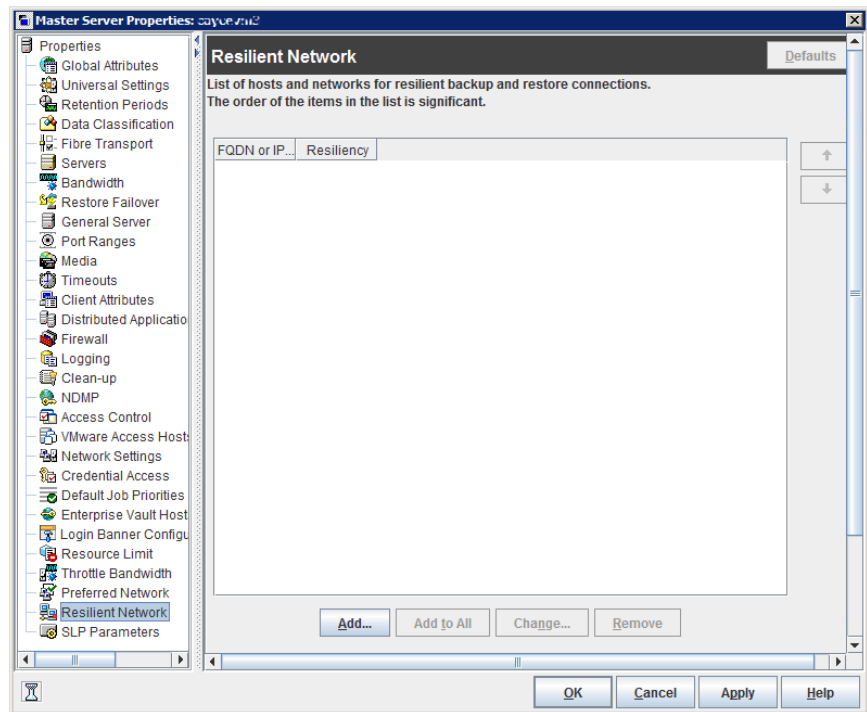 Master Server Properties:
Properties
Global Attributes
Universal Settings
Retention Periods
Data Classification
Fibre Transport
Servers
Bandwidth
Restore Failover
General Server
Port Ranges
Media
Timeouts
Client Attributes
Distributed Applicatio
Firewall
Logging
Clean-up
NDMP
Access Control
VMware Access Hosts
Network Settings
Credential Access
Default Job Priorities
Enterprise Vault Host
Login Banner Configu
Resource Limit
Throttle Bandwidth
Preferred Network
Resilient Network
SLP Parameters
Resilient Network
Defaults
List of hosts and networks for resilient backup and restore connections.
The order of the items in the list is significant.
FQDN or IP... Resiliency
Add... Add to All Change... Remove
OK Cancel Apply Help